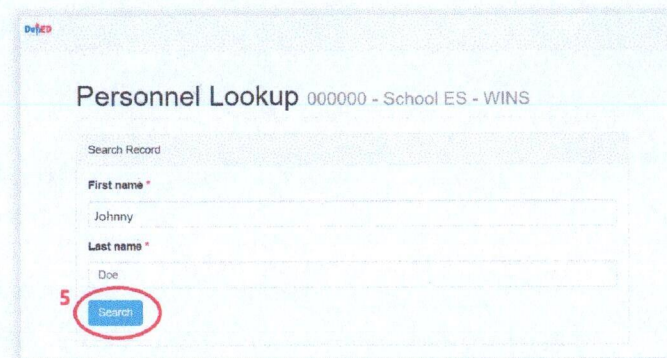 DepED
Personnel Lookup 000000 - School ES - WINS
Search Record
First name *
Johnny
Last name *
Doe
5
Search